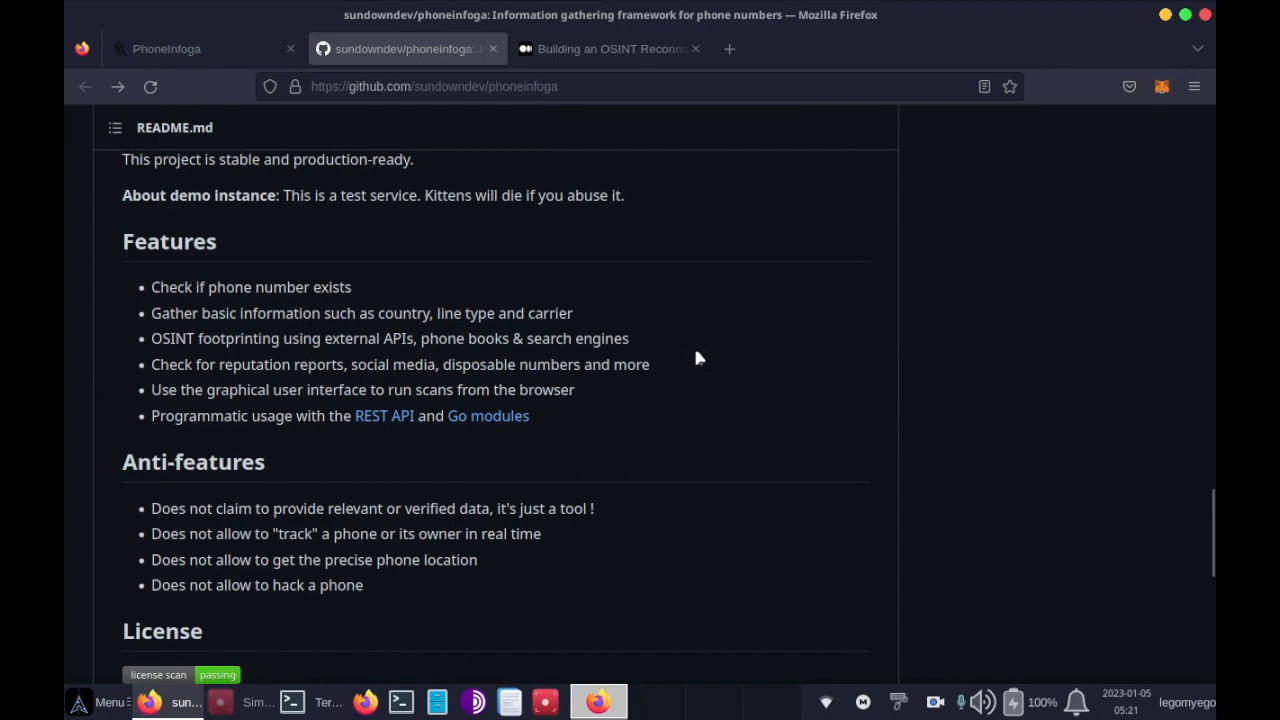 sundowndev/phoneinfoga: Information gathering framework for phone numbers — Mozilla Firefox
PhoneInfoga
sundowndev/phoneinfoga: I
Building an OSINT Reconna
https://github.com/sundowndev/phoneinfoga
README.md
This project is stable and production-ready.
About demo instance: This is a test service. Kittens will die if you abuse it.
Features
Check if phone number exists
Gather basic information such as country, line type and carrier
OSINT footprinting using external APIs, phone books & search engines
Check for reputation reports, social media, disposable numbers and more
Use the graphical user interface to run scans from the browser
Programmatic usage with the REST API and Go modules
Anti-features
Does not claim to provide relevant or verified data, it's just a tool !
Does not allow to "track" a phone or its owner in real time
Does not allow to get the precise phone location
Does not allow to hack a phone
License
license scan passing
Menu
sun...
Sim...
Ter...
M
100%
2023-01-05
05:21
legomyego